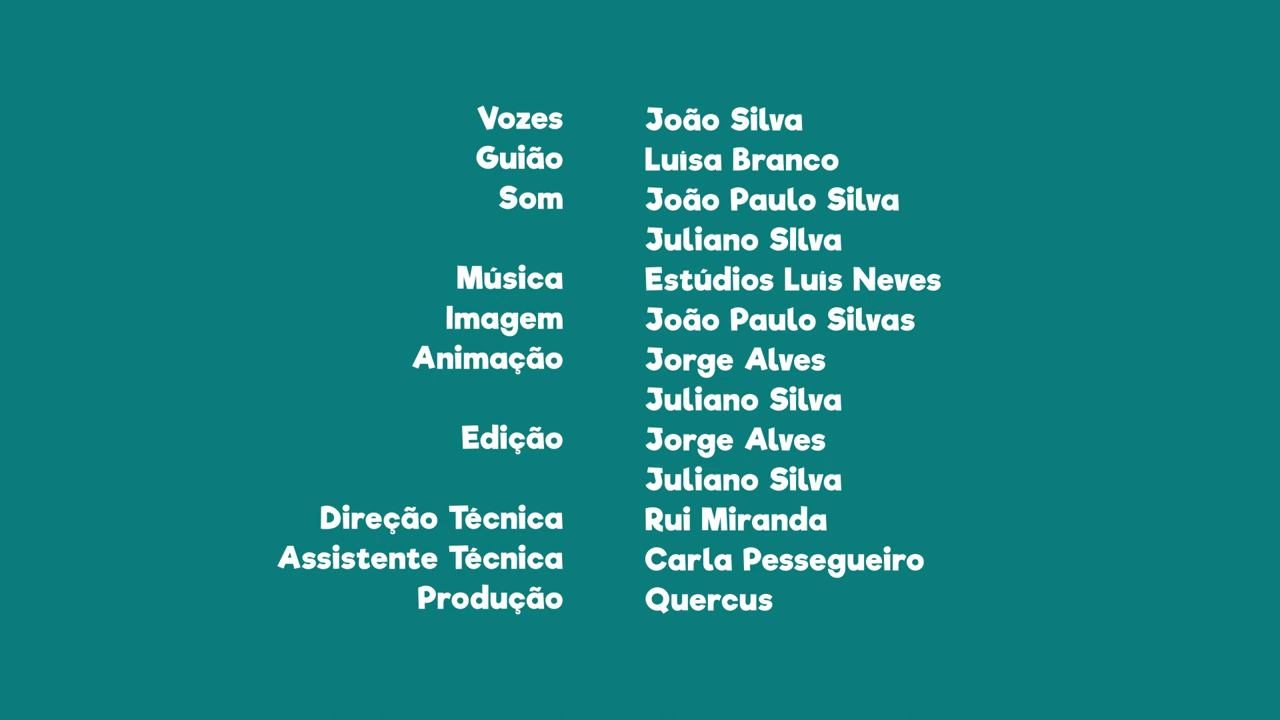 Vozes João Silva
Guião Luísa Branco
Som João Paulo Silva
Juliano SIlva
Música Estúdios Luís Neves
Imagem João Paulo Silvas
Animação Jorge Alves
Juliano Silva
Edição Jorge Alves
Juliano Silva
Direção Técnica Rui Miranda
Assistente Técnica Carla Pessegueiro
Produção Quercus